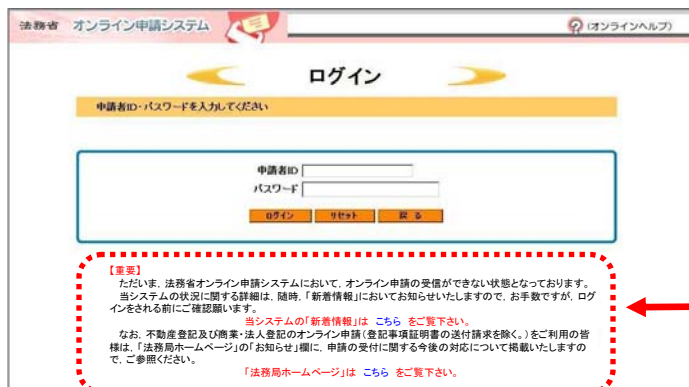 法務省 オンライン申請システム
(オンラインヘルプ)
ログイン
申請者ID・パスワードを入力してください
申請者ID
パスワード
ログイン リセット 戻る
【重要】
ただいま、法務省オンライン申請システムにおいて、オンライン申請の受信ができない状態となっております。
当システムの状況に関する詳細は、随時、「新着情報」においてお知らせいたしますので、お手数ですが、ログ
インをされる前にご確認願います。
当システムの「新着情報」は こちら をご覧下さい。
なお、不動産登記及び商業・法人登記のオンライン申請(登記事項証明書の送付請求を除く。)をご利用の皆
様は、「法務局ホームページ」の「お知らせ」欄に、申請の受付に関する今後の対応について掲載いたしますの
で、ご参照ください。
「法務局ホームページ」は こちら をご覧下さい。